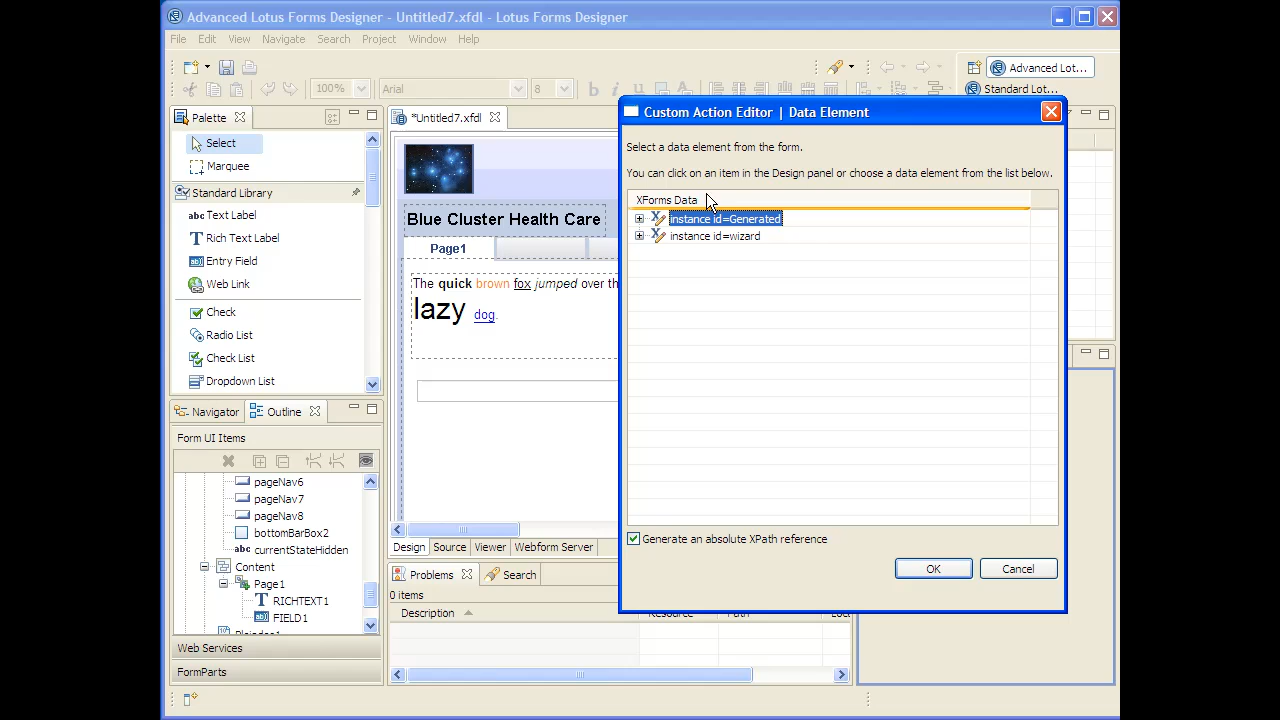 Advanced Lotus Forms Designer - Untitled7.xfdl - Lotus Forms Designer
File Edit View Navigate Search Project Window Help
Advanced Lot...
100% Arial 8 b i u
Standard Lot...
Palette
*Untitled7.xfdl
Select
Marquee
Standard Library
abc Text Label
Rich Text Label
Entry Field
Web Link
Check
Radio List
Check List
Dropdown List
Blue Cluster Health Care
Page1
The quick brown fox jumped over th
lazy dog.
Custom Action Editor | Data Element
Select a data element from the form.
You can click on an item in the Design panel or choose a data element from the list below.
XForms Data
instance id=Generated
instance id=wizard
Generate an absolute XPath reference
OK Cancel
Navigator Outline
Form UI Items
pageNav6
pageNav7
pageNav8
bottomBarBox2
abc currentStateHidden
Content
Page1
RICHTEXT1
FIELD1
Web Services
FormParts
Design Source Viewer Webform Server
Problems Search
0 items
Description Resource Path